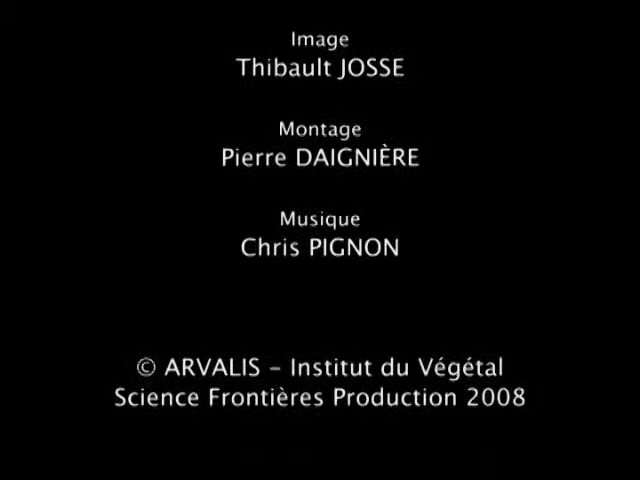 Image
Thibault JOSSE
Montage
Pierre DAIGNIÈRE
Musique
Chris PIGNON
© ARVALIS – Institut du Végétal
Science Frontières Production 2008